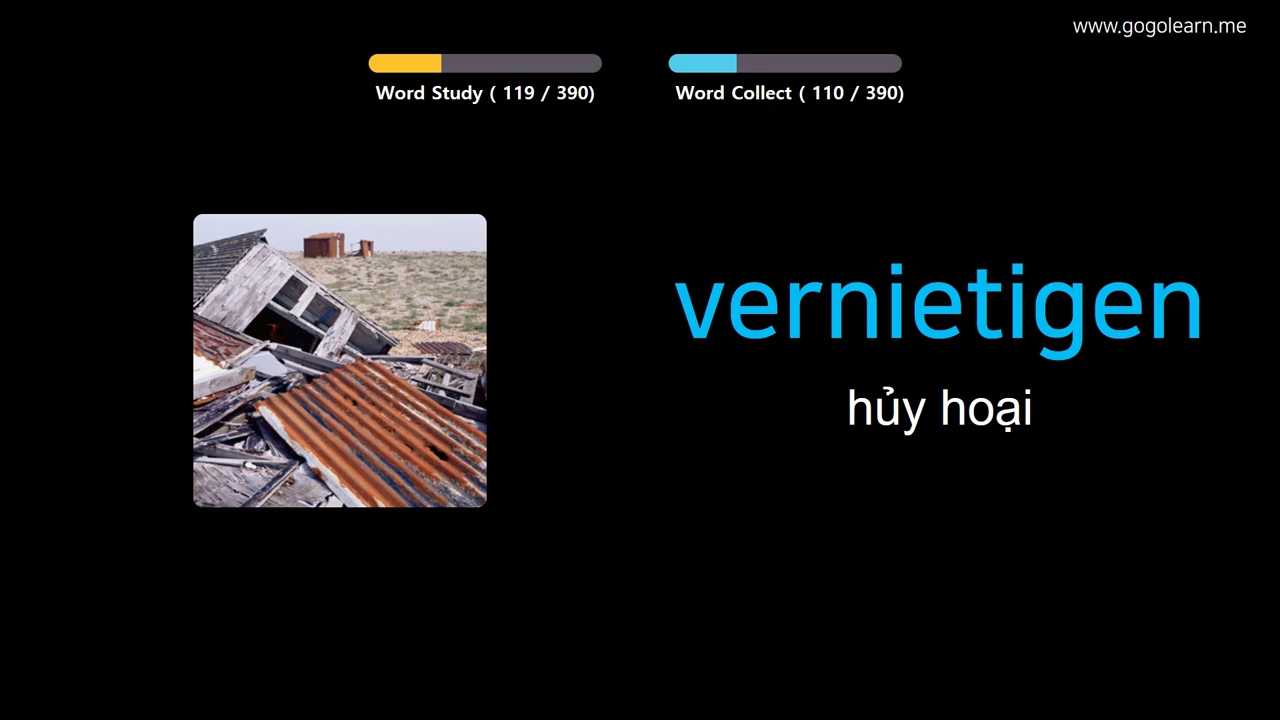 www.gogolearn.me
Word Study ( 119 / 390)
Word Collect ( 110 / 390)
vernietigen
hủy hoại